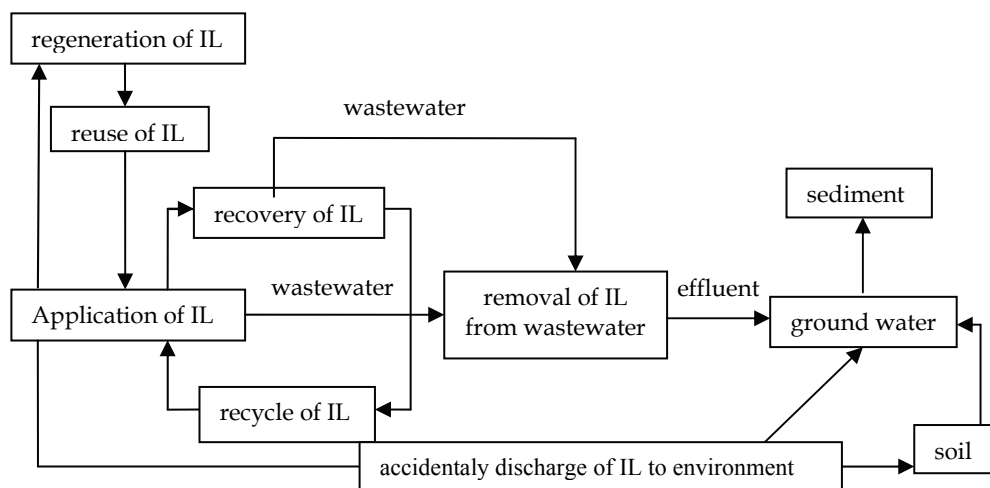 regeneration of IL
reuse of IL
wastewater
recovery of IL
sediment
Application of IL
wastewater
removal of IL
from wastewater
effluent
ground water
recycle of IL
soil
accidentaly discharge of IL to environment